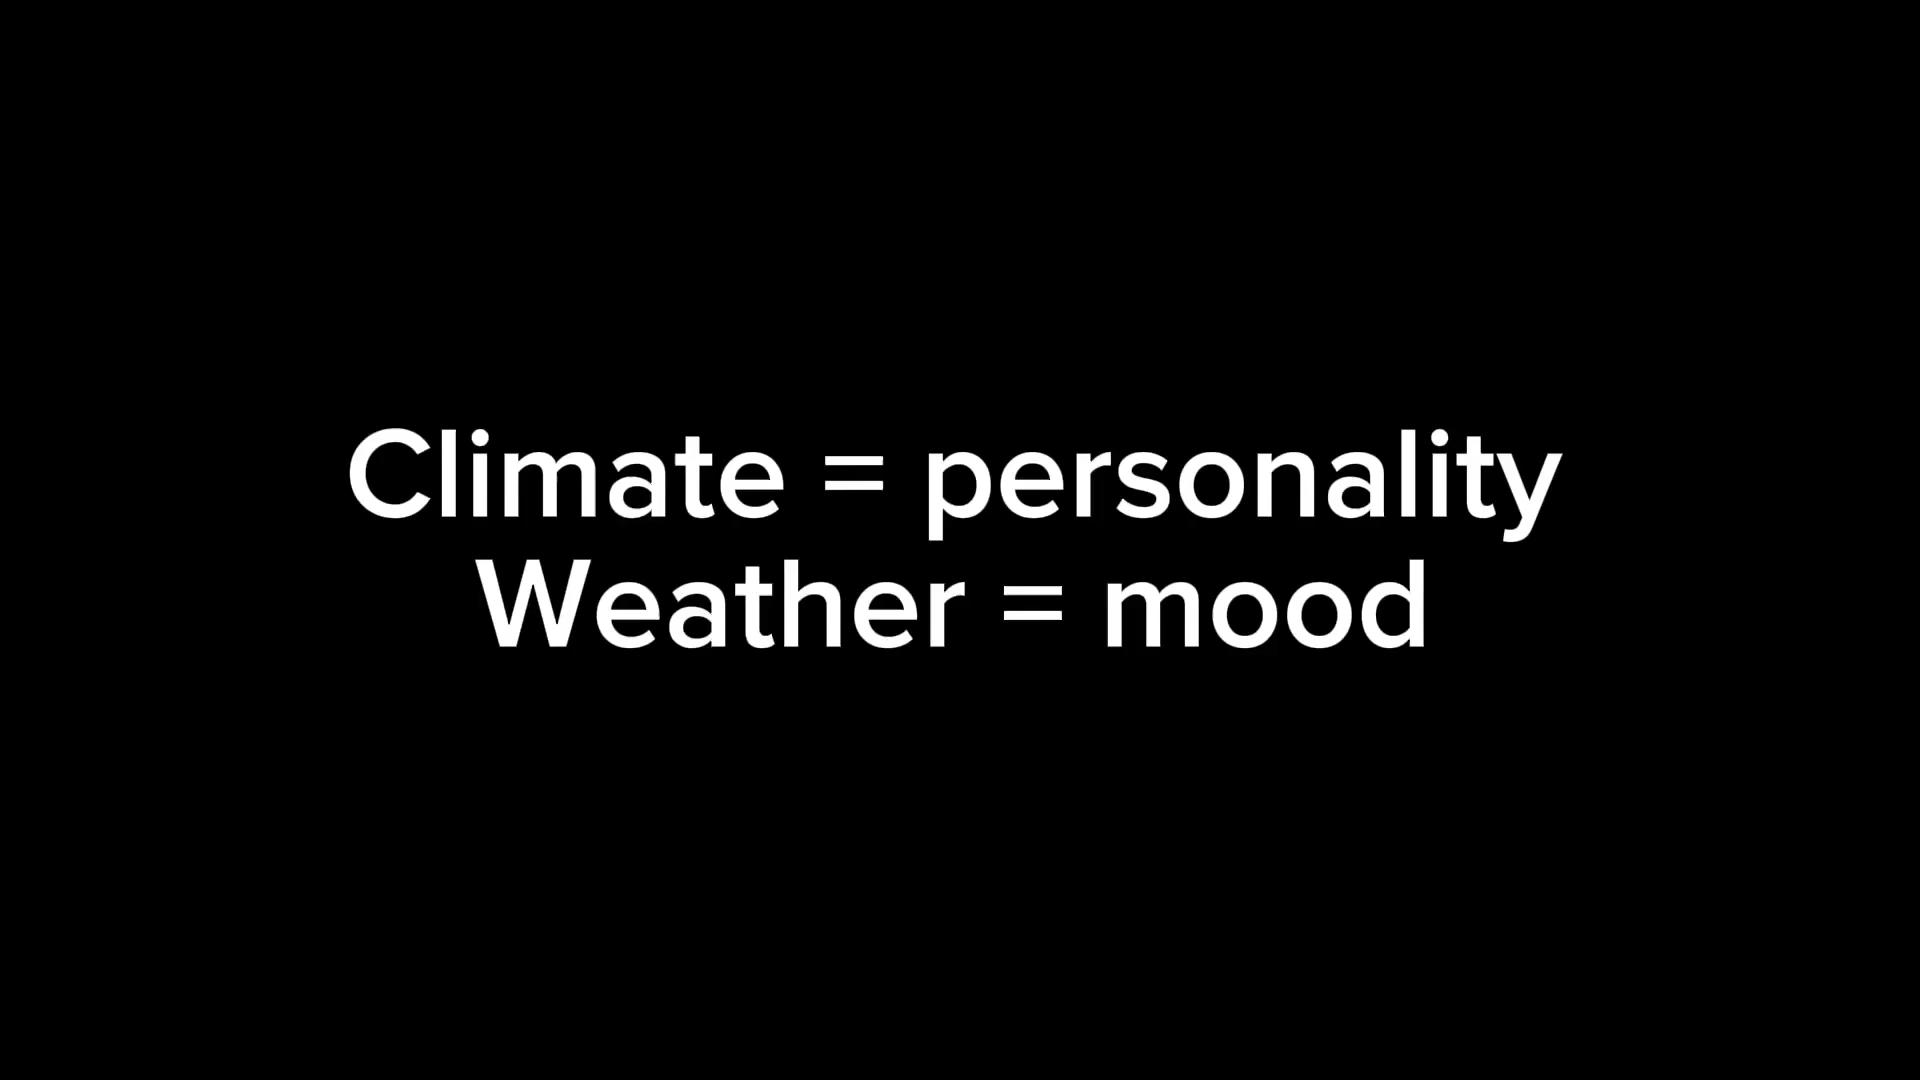 Climate = personality
Weather = mood